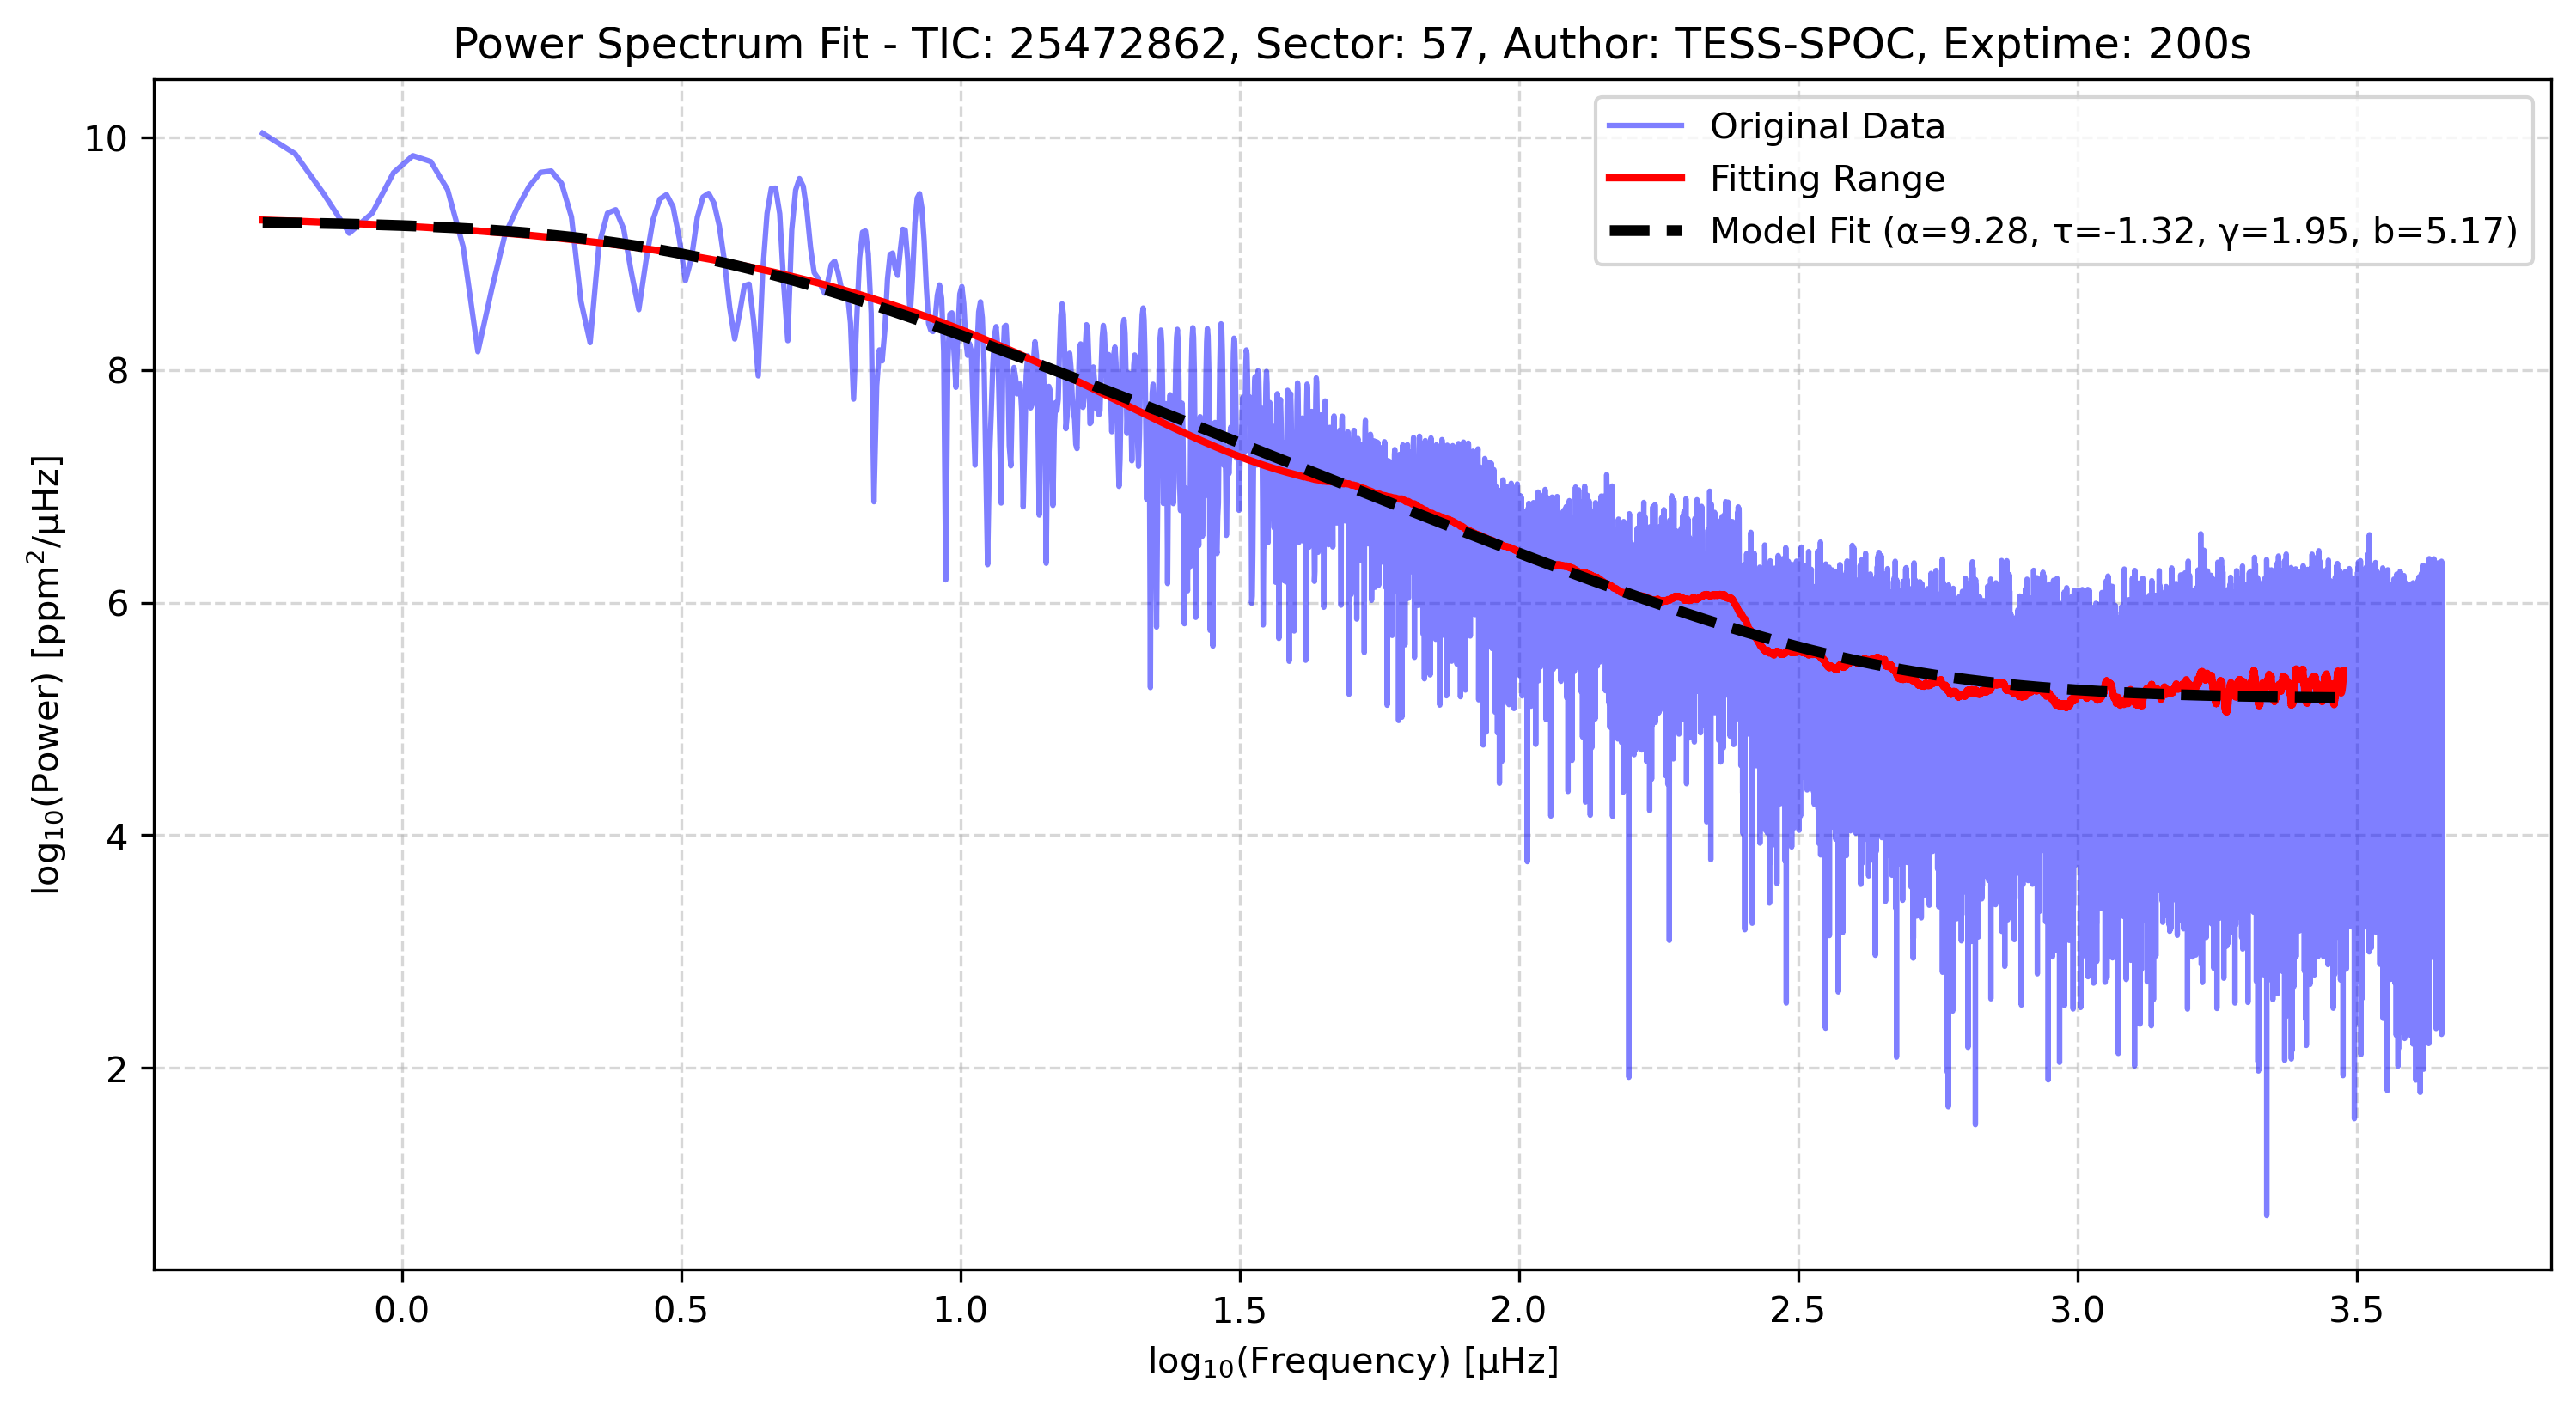 Power Spectrum Fit - TIC: 25472862, Sector: 57, Author: TESS-SPOC, Exptime: 200s
Original Data
Fitting Range
Model Fit (α=9.28, τ=-1.32, γ=1.95, b=5.17)
log₁₀(Power) [ppm²/μHz]
10
8
6
4
2
0.0 0.5 1.0 1.5 2.0 2.5 3.0 3.5
log₁₀(Frequency) [μHz]